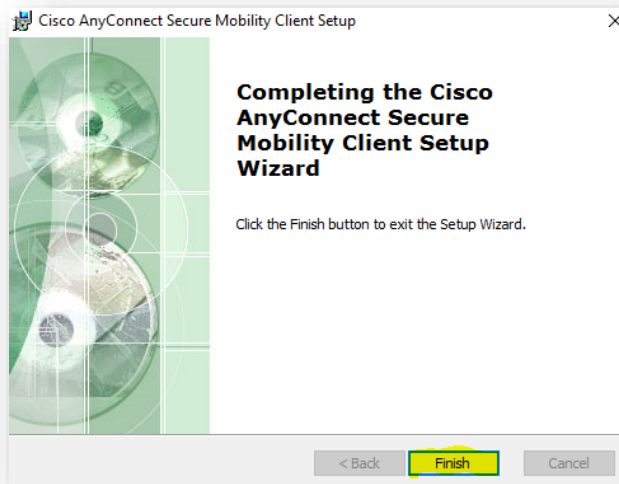 Cisco AnyConnect Secure Mobility Client Setup
Completing the Cisco
AnyConnect Secure
Mobility Client Setup
Wizard
Click the Finish button to exit the Setup Wizard.
< Back Finish Cancel